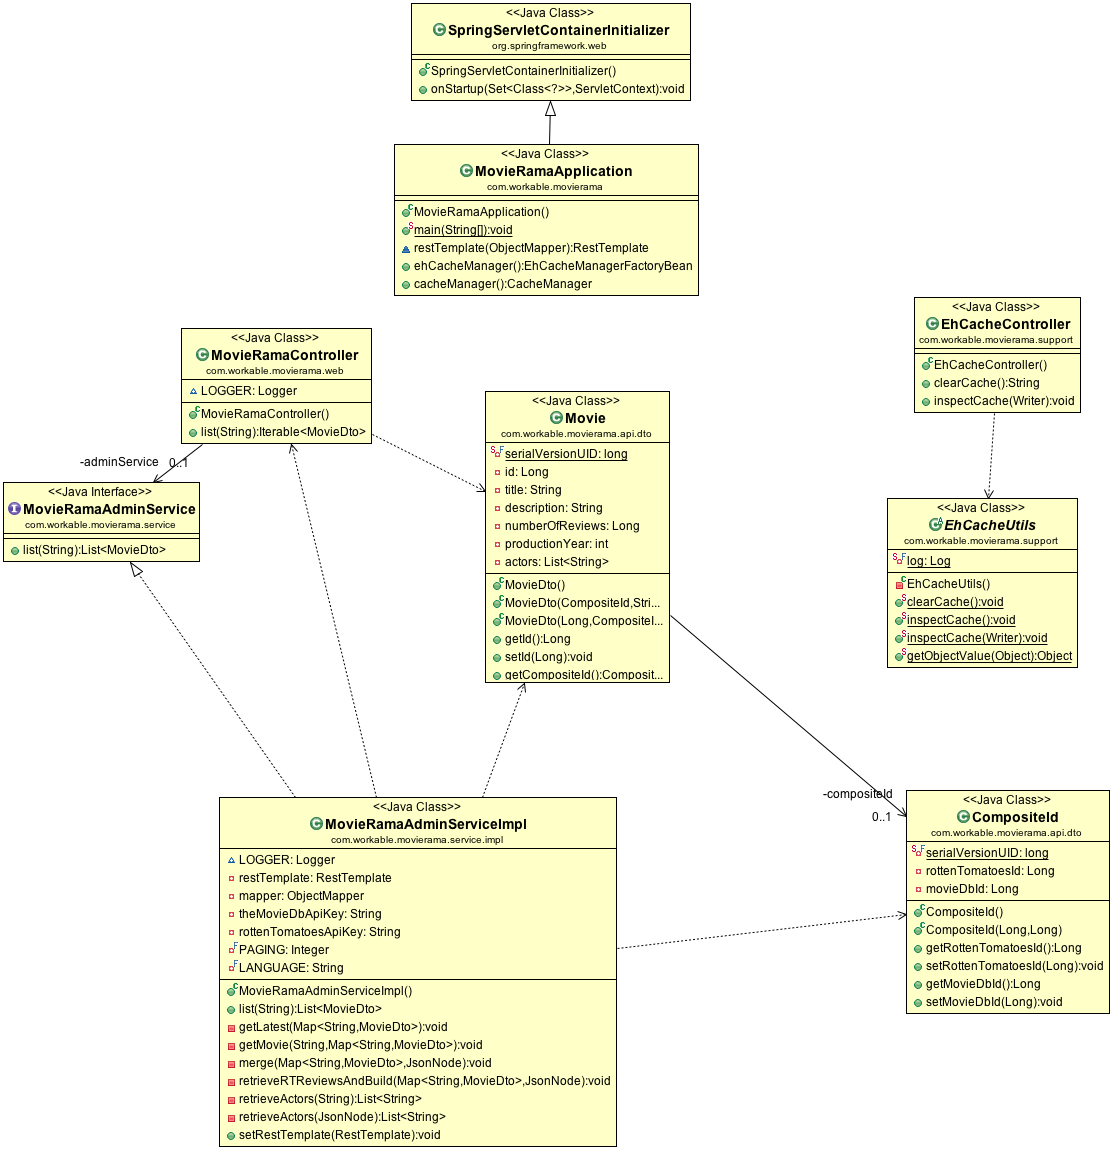 <<Java Class>>
SpringServletContainerInitializer
org.springframework.web
SpringServletContainerInitializer()
onStartup(Set<Class<?>>,ServletContext):void
<<Java Class>>
MovieRamaApplication
com.workable.movierama
MovieRamaApplication()
main(String[]):void
restTemplate(ObjectMapper):RestTemplate
ehCacheManager():EhCacheManagerFactoryBean
cacheManager():CacheManager
<<Java Class>>
EhCacheController
com.workable.movierama.support
EhCacheController()
clearCache():String
inspectCache(Writer):void
<<Java Class>>
MovieRamaController
com.workable.movierama.web
LOGGER: Logger
MovieRamaController()
list(String):Iterable<MovieDto>
-adminService
0..1
<<Java Interface>>
MovieRamaAdminService
com.workable.movierama.service
list(String):List<MovieDto>
<<Java Class>>
Movie
com.workable.movierama.api.dto
serialVersionUID: long
id: Long
title: String
description: String
numberOfReviews: Long
productionYear: int
actors: List<String>
MovieDto()
MovieDto(CompositeId,Stri...
MovieDto(Long,CompositeI...
getId():Long
setId(Long):void
getCompositeId():Composit...
<<Java Class>>
EhCacheUtils
com.workable.movierama.support
log: Log
EhCacheUtils()
clearCache():void
inspectCache():void
inspectCache(Writer):void
getObjectValue(Object):Object
-compositeId
0..1
<<Java Class>>
CompositeId
com.workable.movierama.api.dto
serialVersionUID: long
rottenTomatoesId: Long
movieDbId: Long
CompositeId()
CompositeId(Long,Long)
getRottenTomatoesId():Long
setRottenTomatoesId(Long):void
getMovieDbId():Long
setMovieDbId(Long):void
<<Java Class>>
MovieRamaAdminServiceImpl
com.workable.movierama.service.impl
LOGGER: Logger
restTemplate: RestTemplate
mapper: ObjectMapper
theMovieDbApiKey: String
rottenTomatoesApiKey: String
PAGING: Integer
LANGUAGE: String
MovieRamaAdminServiceImpl()
list(String):List<MovieDto>
getLatest(Map<String,MovieDto>):void
getMovie(String,Map<String,MovieDto>):void
merge(Map<String,MovieDto>,JsonNode):void
retrieveRTReviewsAndBuild(Map<String,MovieDto>,JsonNode):void
retrieveActors(String):List<String>
retrieveActors(JsonNode):List<String>
setRestTemplate(RestTemplate):void